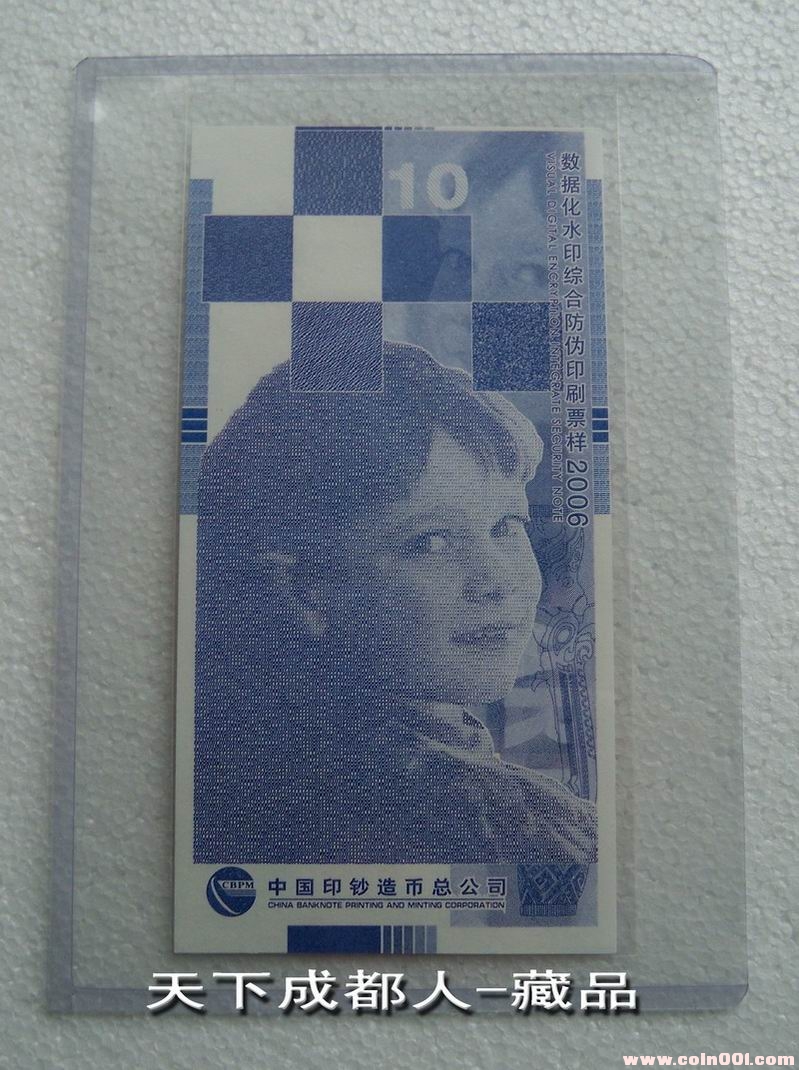 10
数据化水印综合防伪印刷票样 2006
VISUAL DIGITAL ENCRYPTION INTEGRATE SECURITY NOTE
CBPM
中国印钞造币总公司
CHINA BANKNOTE PRINTING AND MINTING CORPORATION
天下成都人-藏品
www.coin001.com